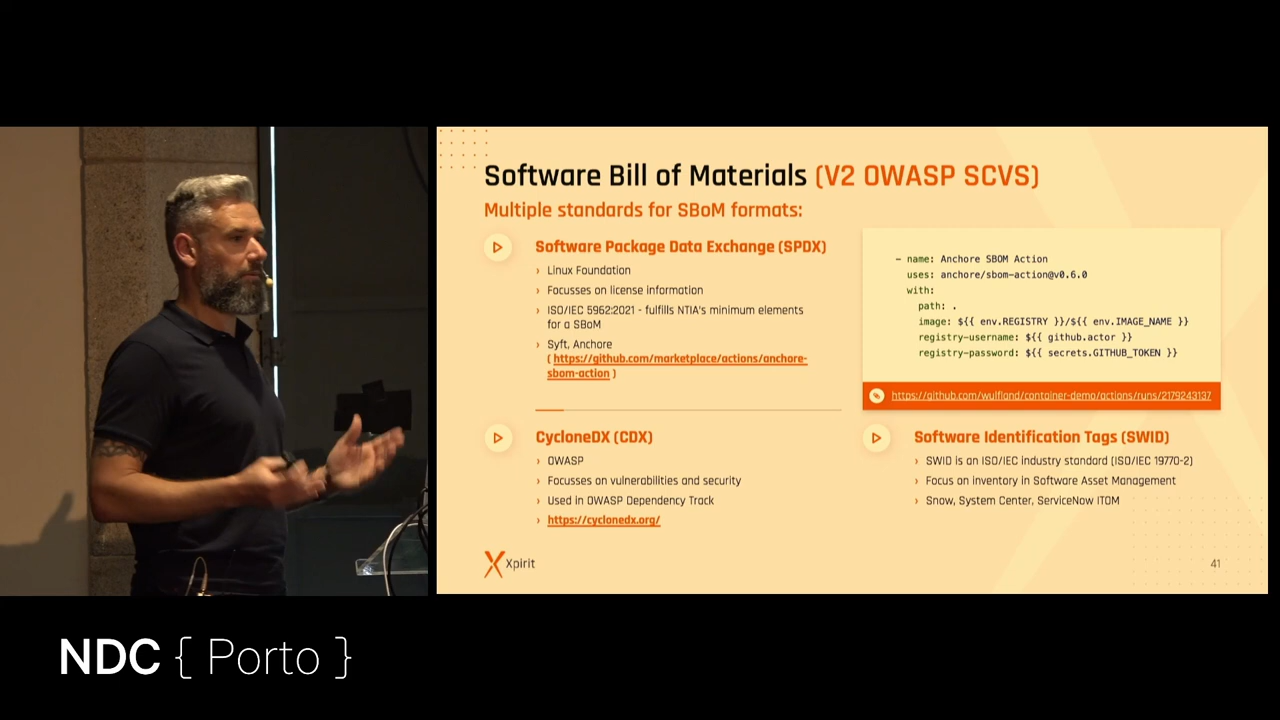 Software Bill of Materials (V2 OWASP SCVS)
Multiple standards for SBoM formats:
Software Package Data Exchange (SPDX)
› Linux Foundation
› Focusses on license information
› ISO/IEC 5962:2021 - fulfills NTIA's minimum elements
for a SBoM
› Syft, Anchore
( https://github.com/marketplace/actions/anchore-
sbom-action )
- name: Anchore SBOM Action
uses: anchore/sbom-action@v0.6.0
with:
path: .
image: ${{ env.REGISTRY }}/${{ env.IMAGE_NAME }}
registry-username: ${{ github.actor }}
registry-password: ${{ secrets.GITHUB_TOKEN }}
https://github.com/wulfland/container-demo/actions/runs/2179243137
CycloneDX (CDX)
› OWASP
› Focusses on vulnerabilities and security
› Used in OWASP Dependency Track
› https://cyclonedx.org/
Software Identification Tags (SWID)
› SWID is an ISO/IEC industry standard (ISO/IEC 19770-2)
› Focus on inventory in Software Asset Management
› Snow, System Center, ServiceNow ITOM
Xpirit
41
NDC { Porto }